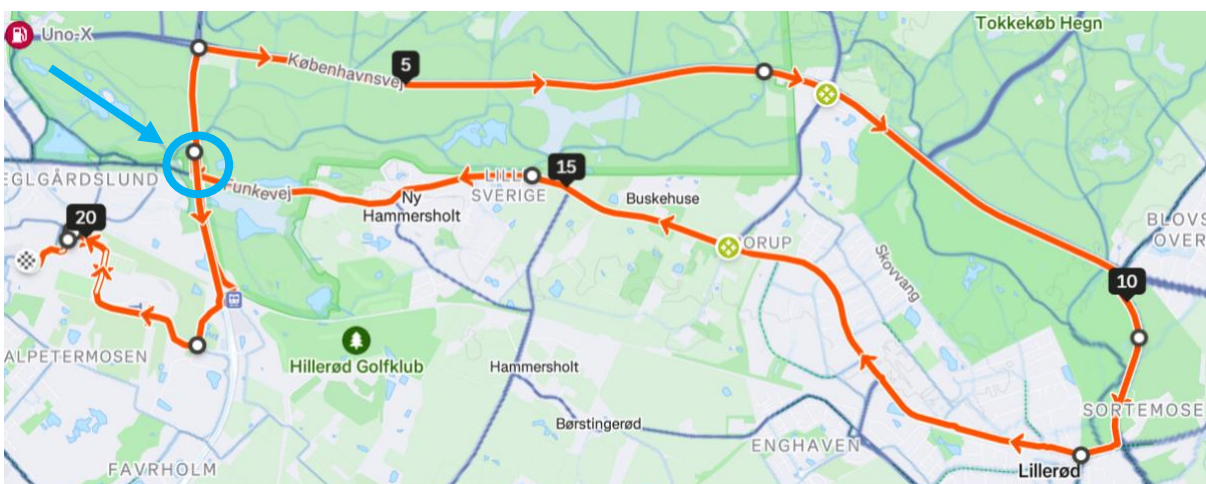 Tokkekøb Hegn
Uno-X
Københavnsvej
5
EGLGÅRDSLUND
Funkevej
LILL
SVERIGE
15
Ny
Hammersholt
Buskehuse
20
ORUP
Skovvang
BLOVS
OVER
10
ALPETERMOSEN
Hillerød Golfklub
Hammersholt
Børstingerød
ENGHAVEN
SORTEMOSE
Lillerød
FAVRHOLM